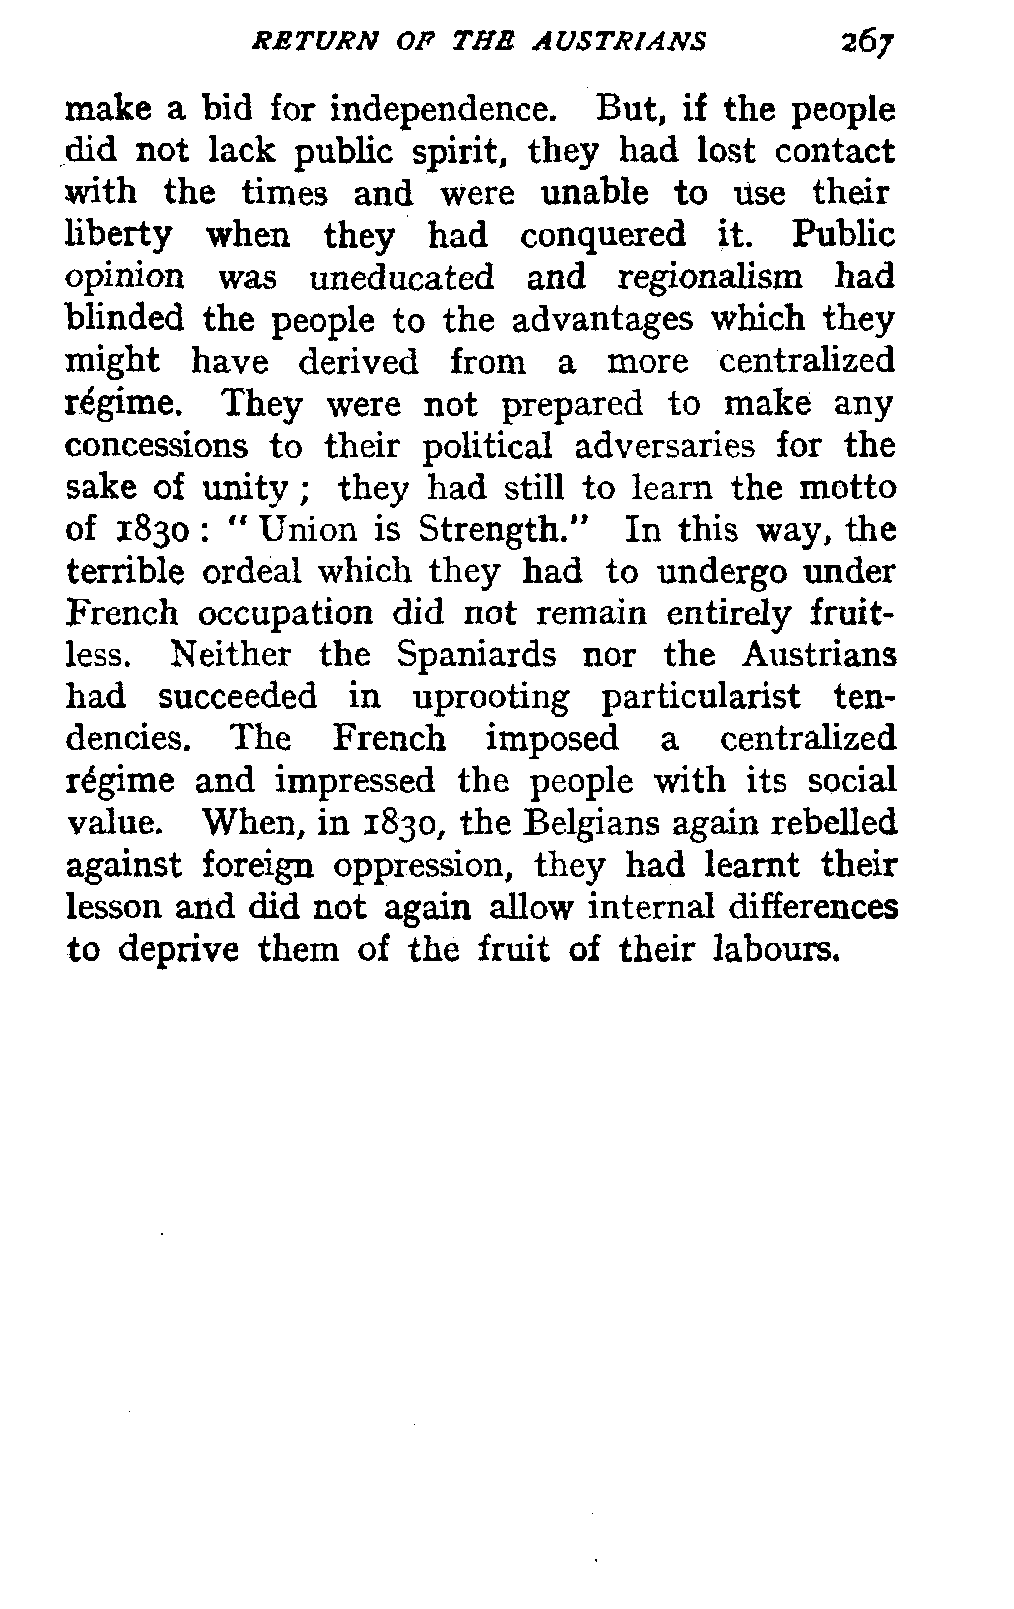 RETURN OF THE AUSTRIANS 267
make a bid for independence. But, if the people
did not lack public spirit, they had lost contact
with the times and were unable to use their
liberty when they had conquered it. Public
opinion was uneducated and regionalism had
blinded the people to the advantages which they
might have derived from a more centralized
régime. They were not prepared to make any
concessions to their political adversaries for the
sake of unity ; they had still to learn the motto
of 1830 : “ Union is Strength.” In this way, the
terrible ordeal which they had to undergo under
French occupation did not remain entirely fruit-
less. Neither the Spaniards nor the Austrians
had succeeded in uprooting particularist ten-
dencies. The French imposed a centralized
régime and impressed the people with its social
value. When, in 1830, the Belgians again rebelled
against foreign oppression, they had learnt their
lesson and did not again allow internal differences
to deprive them of the fruit of their labours.